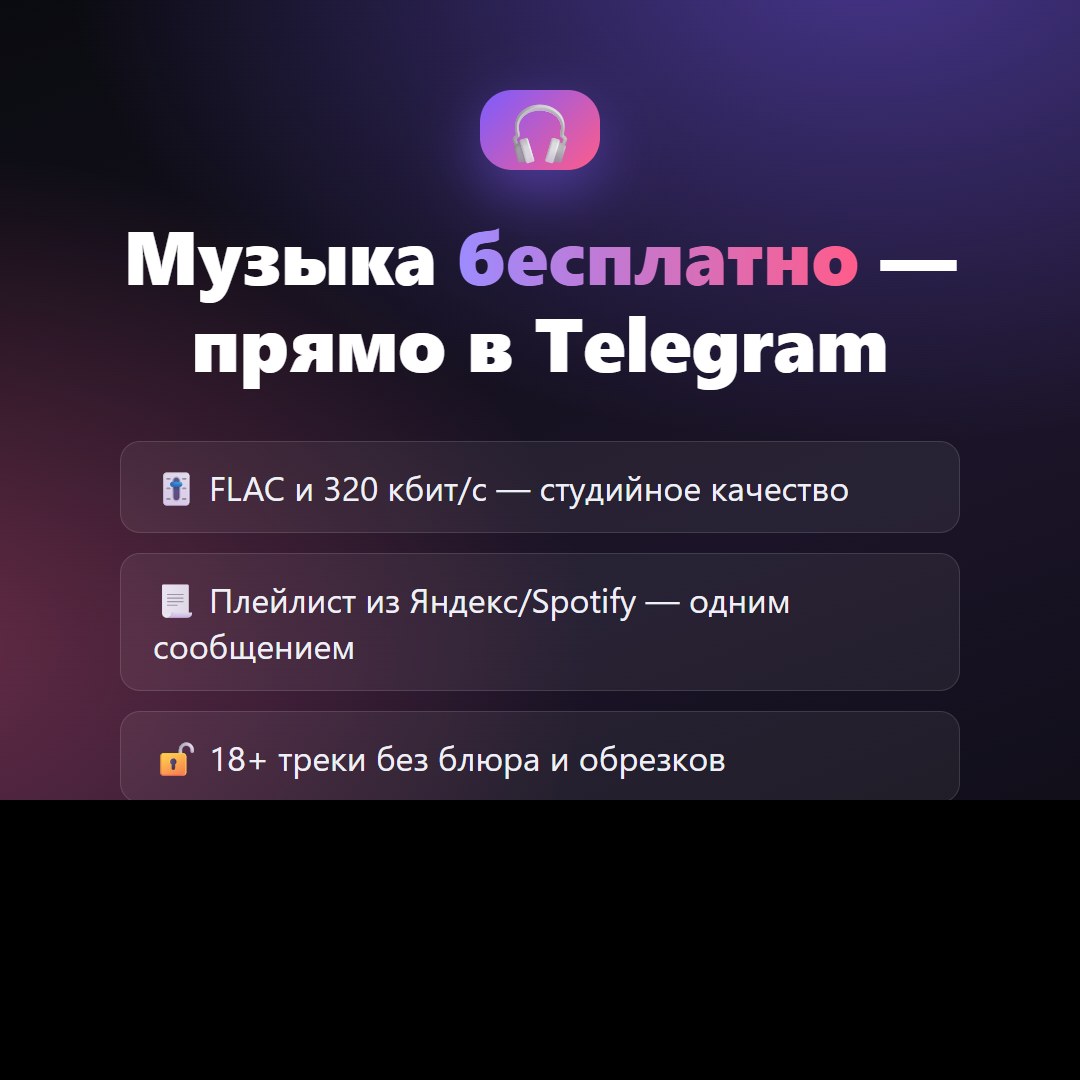 Музыка бесплатно —
прямо в Telegram
FLAC и 320 кбит/с — студийное качество
Плейлист из Яндекс/Spotify — одним
сообщением
18+ треки без блюра и обрезков